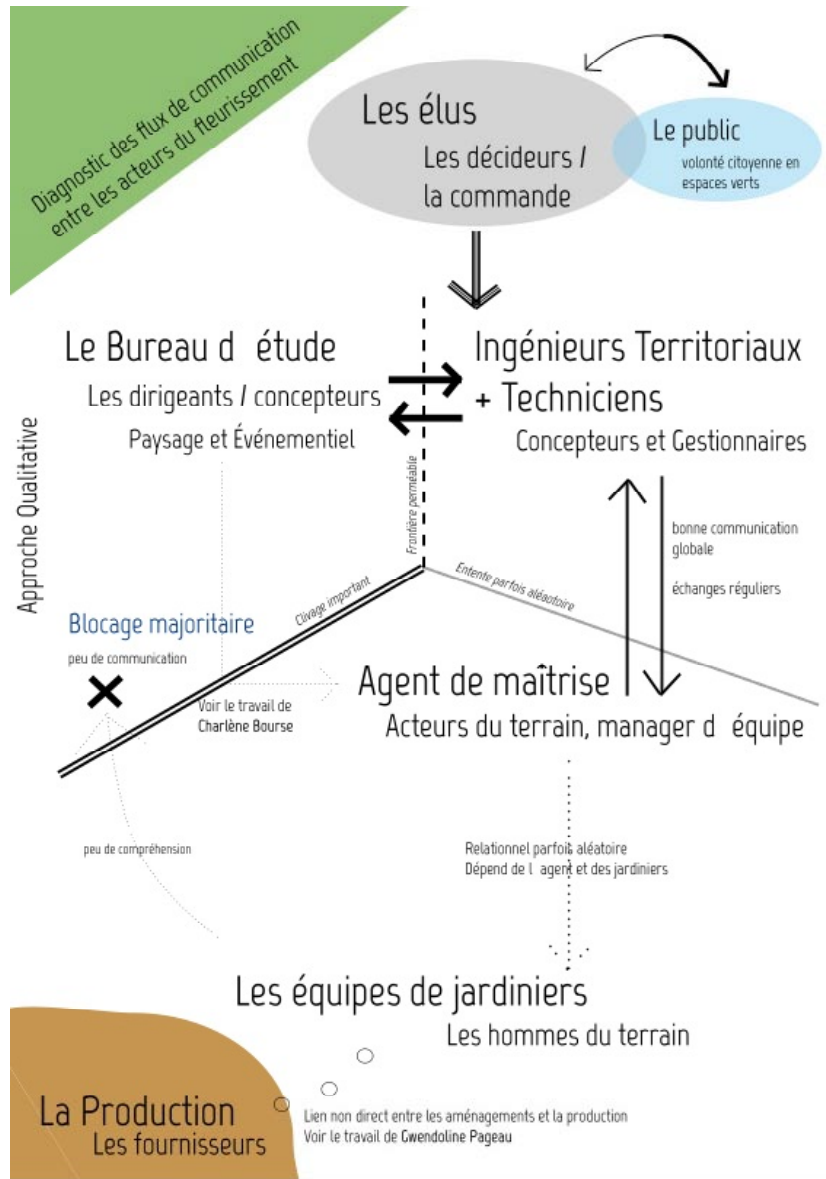 Diagnostic des flux de communication
entre les acteurs du fleurissement
Les élus
Les décideurs /
la commande
Le public
volonté citoyenne en
espaces verts
Le Bureau d étude
Les dirigeants / concepteurs
Paysage et Événementiel
Ingénieurs Territoriaux
+ Techniciens
Concepteurs et Gestionnaires
Approche Qualitative
Frontière perméable
bonne communication
globale
échanges réguliers
Clivage important
Entente parfois aléaotoire
Blocage majoritaire
peu de communication
Voir le travail de
Charlène Bourse
Agent de maîtrise
Acteurs du terrain, manager d équipe
peu de compréhension
Relationnel parfois aléatoire
Dépend de l agent et des jardiniers
Les équipes de jardiniers
Les hommes du terrain
La Production
Les fournisseurs
Lien non direct entre les aménagements et la production
Voir le travail de Gwendoline Pageau